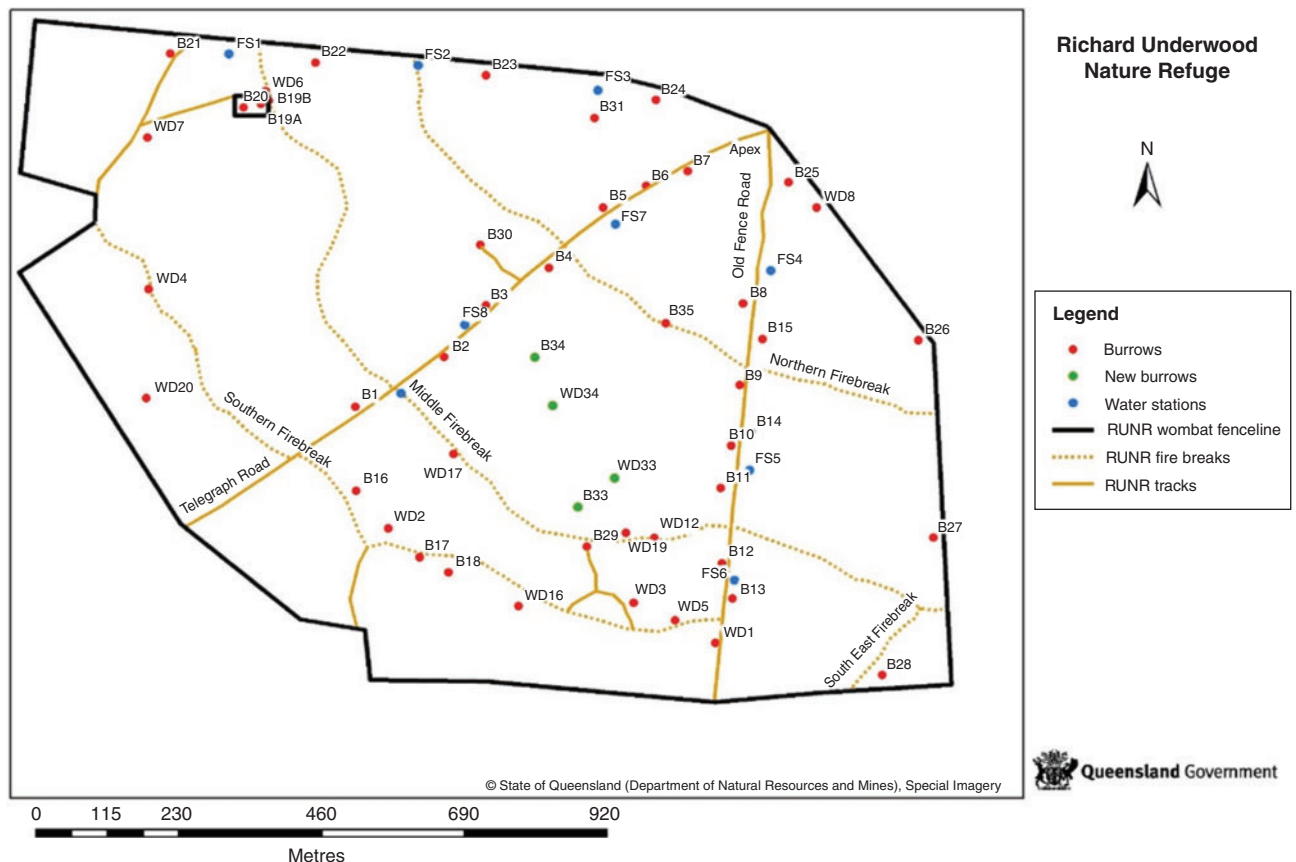 Richard Underwood
Nature Refuge
N
B21
FS1
B22
FS2
B23
FS3
B24
WD6
B20
B19B
B19A
B31
WD7
Apex
B7
B6
B25
WD8
B5
FS7
Old Fence Road
B30
B4
FS4
WD4
B3
B8
FS8
B35
B15
B26
B2
B34
Northern Firebreak
B9
WD20
B1
Middle Firebreak
WD34
Southern Firebreak
B14
B10
WD17
FS5
Telegraph Road
WD33
B11
B16
B33
WD2
WD12
B29
WD19
B27
B17
B12
B18
FS6
WD16
WD3
B13
WD5
WD1
South East Firebreak
B28
Legend
Burrows
New burrows
Water stations
RUNR wombat fenceline
RUNR fire breaks
RUNR tracks
© State of Queensland (Department of Natural Resources and Mines), Special Imagery
Queensland Government
0 115 230 460 690 920
Metres